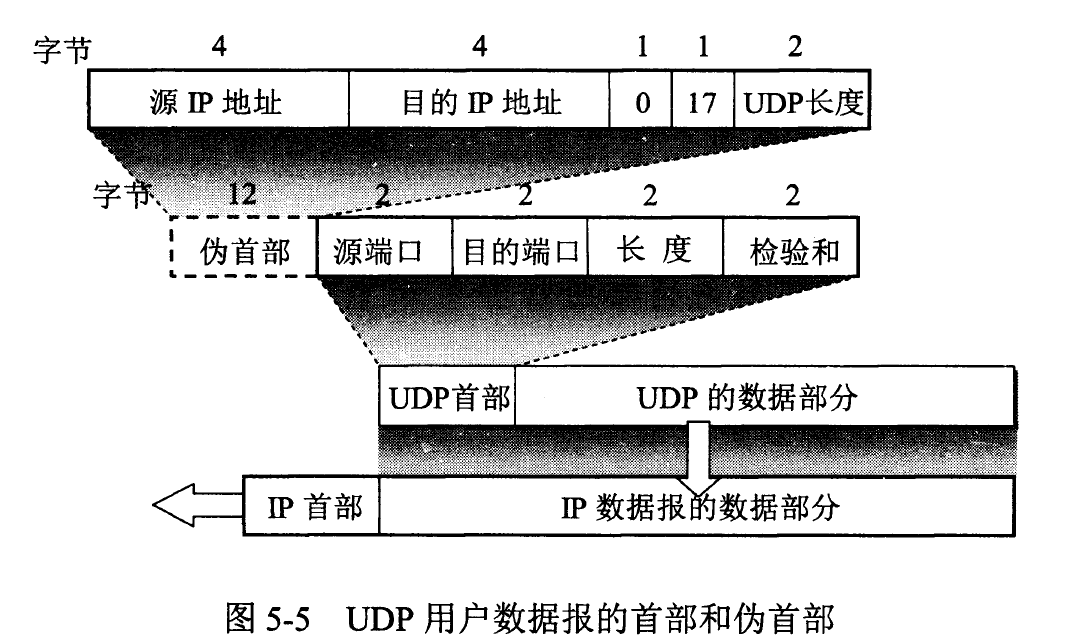 字节 4 4 1 1 2
源 IP 地址 目的 IP 地址 0 17 UDP长度
字节 12 2 2 2 2
伪首部 源端口 目的端口 长 度 检验和
UDP首部 UDP 的数据部分
IP 首部 IP 数据报的数据部分
图 5-5 UDP 用户数据报的首部和伪首部